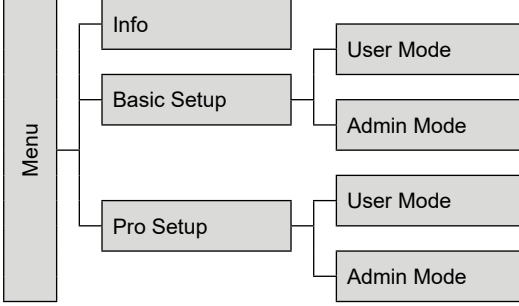 Menu
Info
Basic Setup
User Mode
Admin Mode
Pro Setup
User Mode
Admin Mode